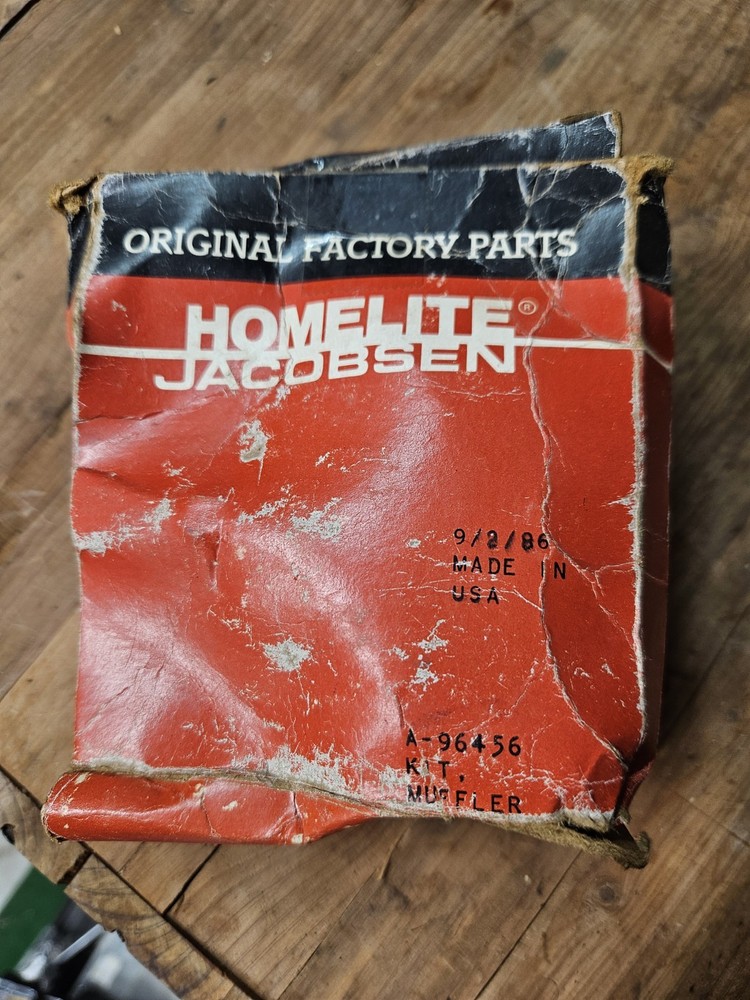 ORIGINAL FACTORY PARTS
HOMELITE®
JACOBSEN
9/2/86
MADE IN
USA
A-96456
KIT,
MUFFLER